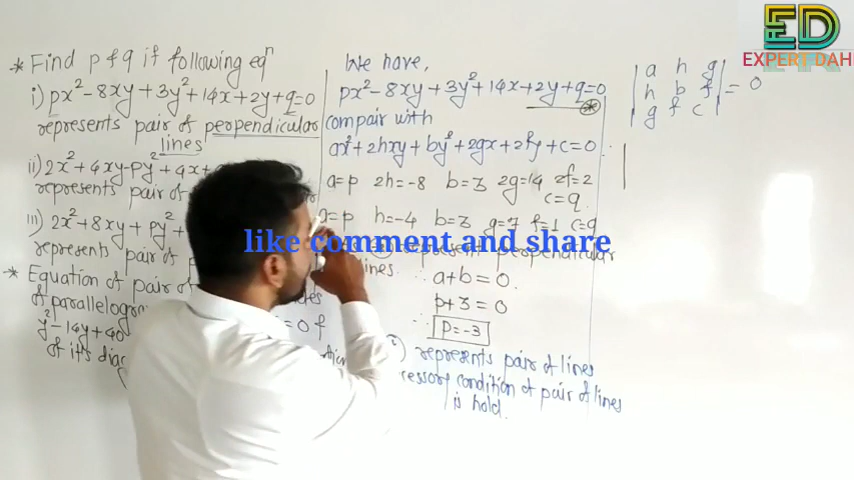 ED
EXPERT DAH
* Find p & q if following eqn
i) px²-8xy+3y²+14x+2y+q=0
represents pair of perpendicular
lines
ii) 2x²+4xy-py²+4x+
represents pair of
iii) 2x²+8xy+py²+
represents pair of
* Equation of pair of
of parallelogra
y²-14y+40 =0 &
of it's diag
We have,
px²-8xy+3y²+14x+2y+q=0
compair with
ax²+2hxy+by²+2gx+2fy+c=0
a=p 2h=-8 b=3 2g=14 2f=2
c=q
a=p h=-4 b=3 g=7 f=1 c=q
represent perpendicular
lines
∴ a+b=0
p+3=0
∴ p=-3
represents pair of lines
cessory condition of pair of lines
is hold.
| a h g |
| h b f | = 0
| g f c |
like comment and share